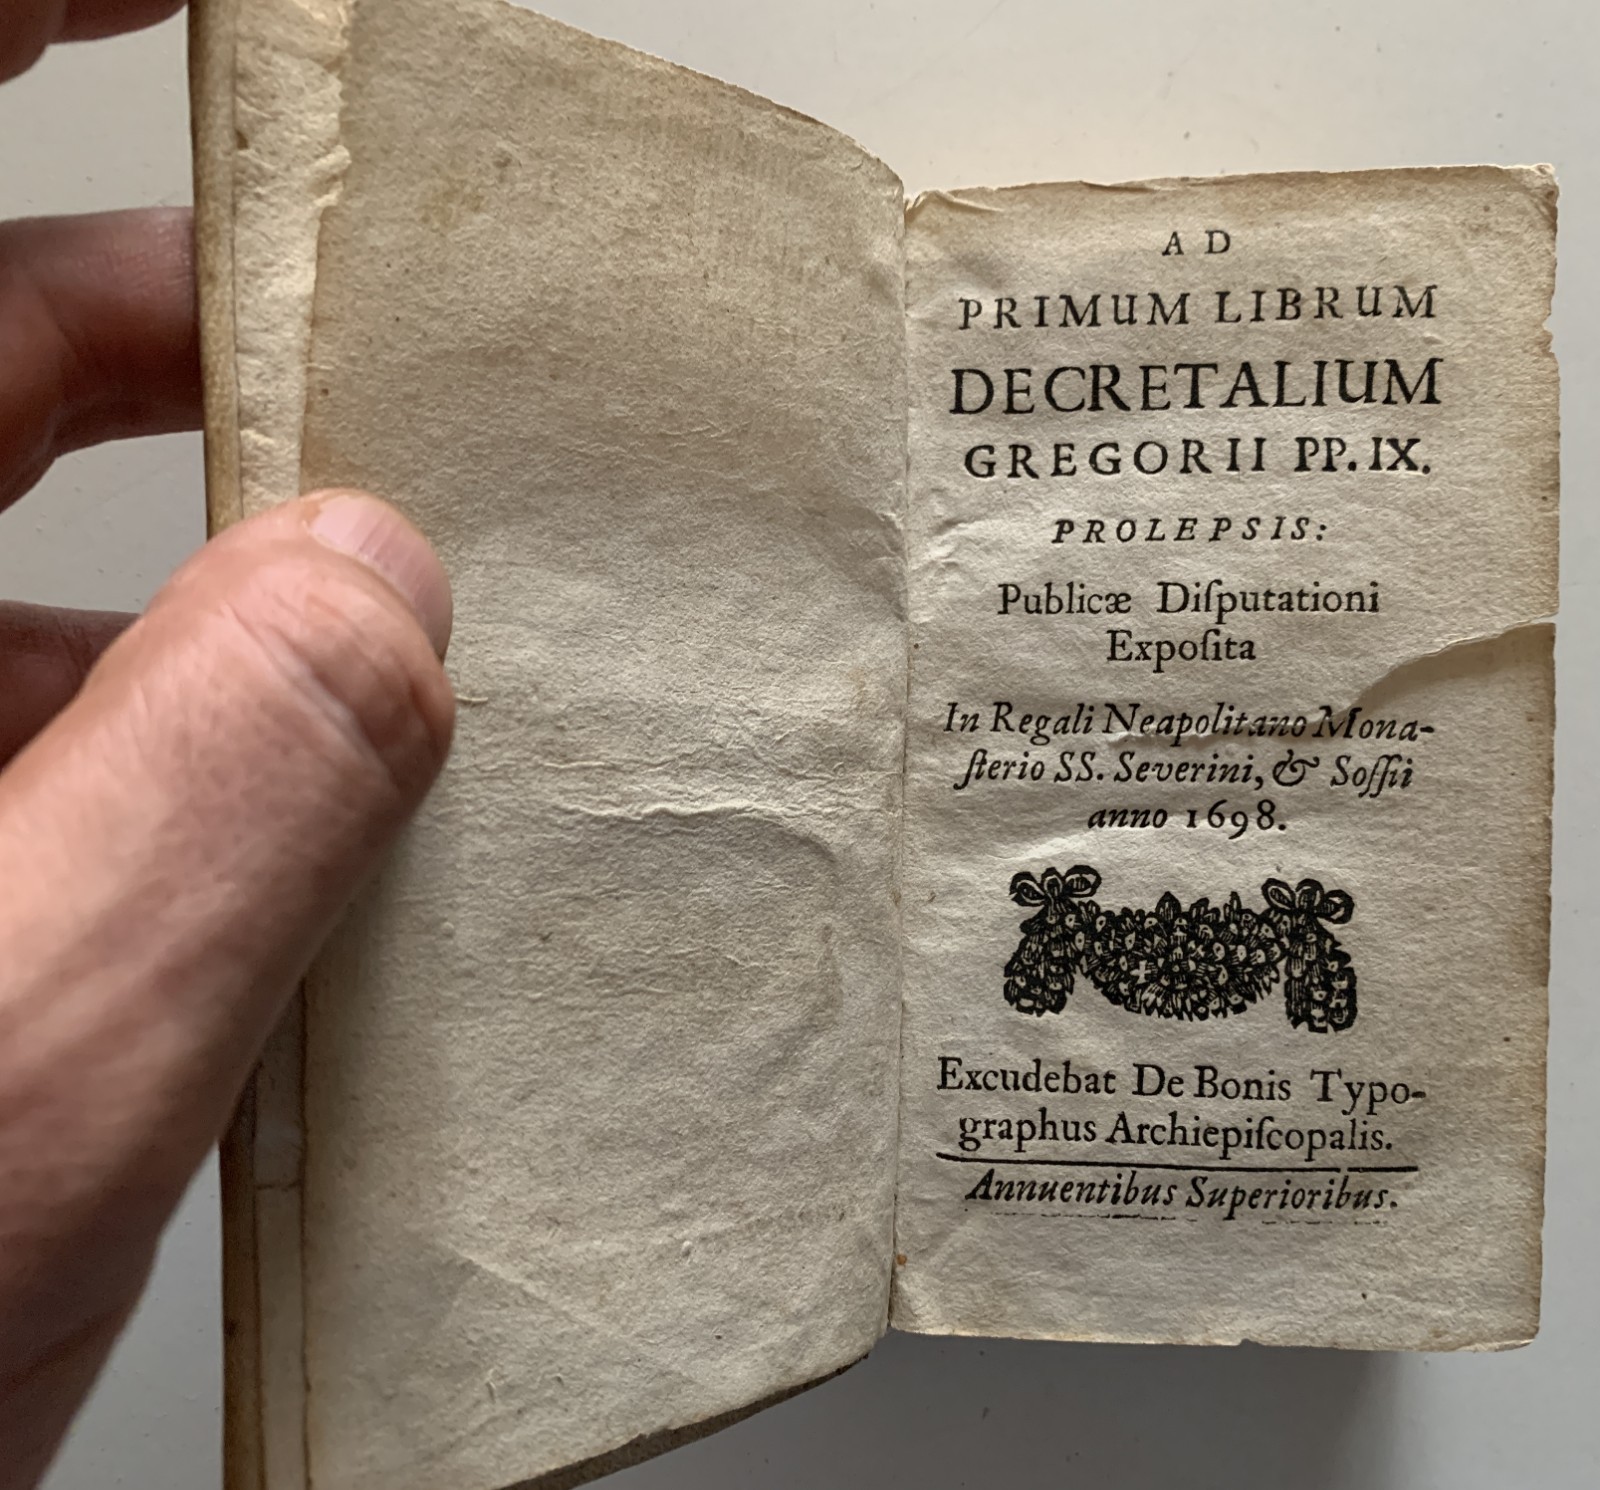 AD
PRIMUM LIBRUM
DECRETALIUM
GREGORII PP. IX.
PROLEPSIS:
Publicæ Diſputationi
Expoſita
In Regali Neapolitano Mona-
ſterio SS. Severini, & Soſſii
anno 1698.
Excudebat De Bonis Typo-
graphus Archiepiſcopalis.
Annuentibus Superioribus.